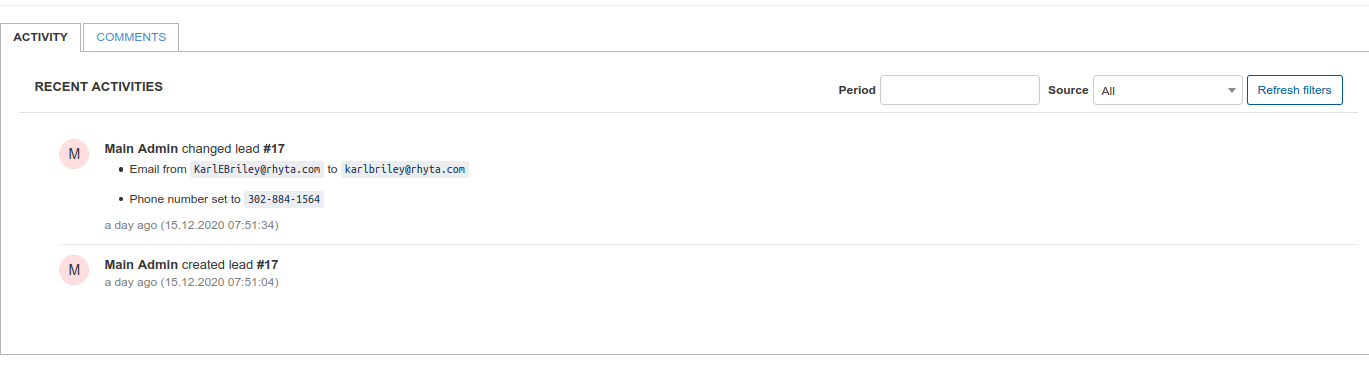 ACTIVITY COMMENTS
RECENT ACTIVITIES Period Source All Refresh filters
M Main Admin changed lead #17
Email from KarlEBriley@rhyta.com to karlbriley@rhyta.com
Phone number set to 302-884-1564
a day ago (15.12.2020 07:51:34)
M Main Admin created lead #17
a day ago (15.12.2020 07:51:04)